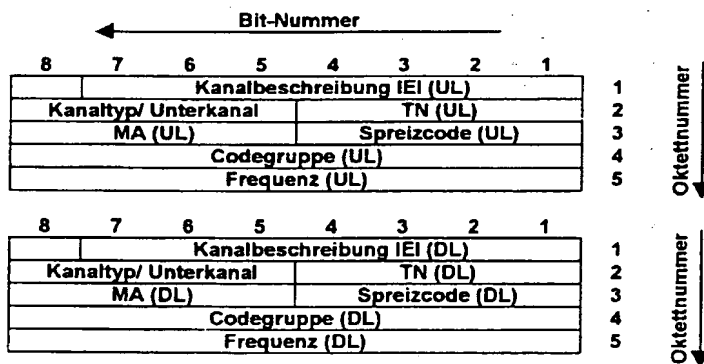 Bit-Nummer
8 7 6 5 4 3 2 1
Kanalbeschreibung IEI (UL) 1
Kanaltyp/ Unterkanal TN (UL) 2
MA (UL) Spreizcode (UL) 3
Codegruppe (UL) 4
Frequenz (UL) 5
Oktettnummer
8 7 6 5 4 3 2 1
Kanalbeschreibung IEI (DL) 1
Kanaltyp/ Unterkanal TN (DL) 2
MA (DL) Spreizcode (DL) 3
Codegruppe (DL) 4
Frequenz (DL) 5
Oktettnummer